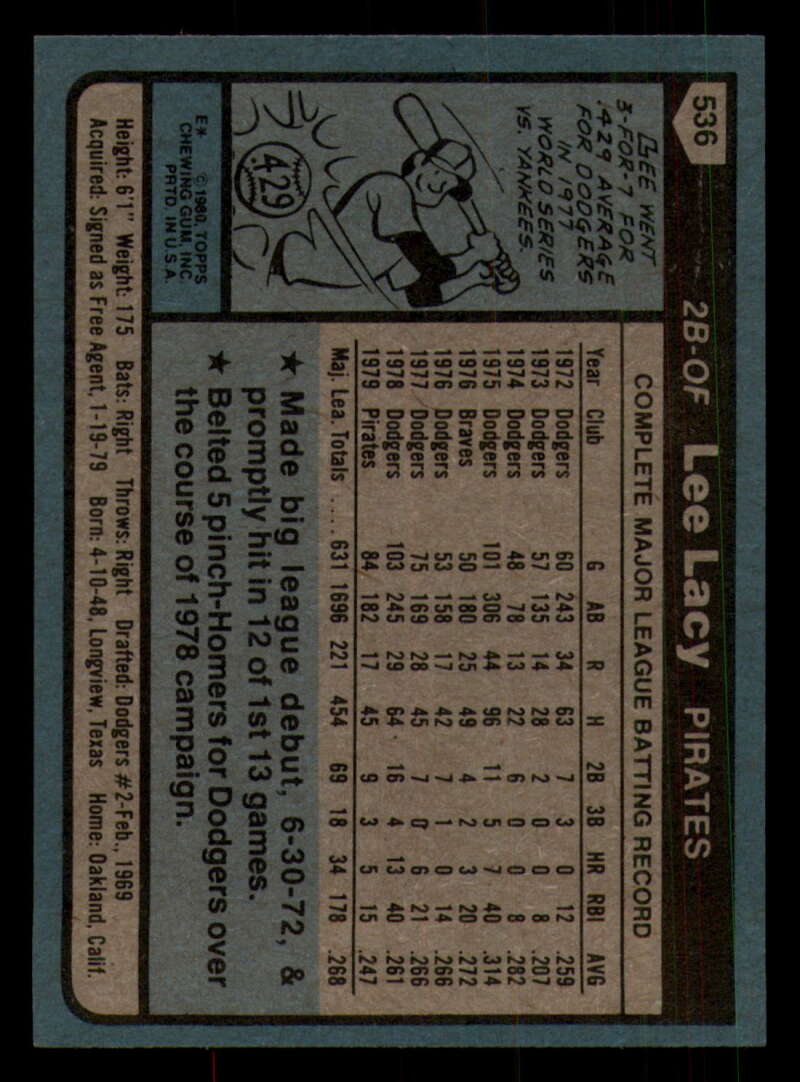 536
2B-OF Lee Lacy PIRATES
COMPLETE MAJOR LEAGUE BATTING RECORD
LEE WENT
3-FOR-7 FOR
.429 AVERAGE
FOR DODGERS
IN 1977
WORLD SERIES
VS. YANKEES.
.429
Year Club G AB R H 2B 3B HR RBI AVG
1972 Dodgers 60 243 34 63 7 3 0 12 .259
1973 Dodgers 57 135 14 28 2 0 0 8 .207
1974 Dodgers 48 78 13 22 6 0 0 8 .282
1975 Dodgers 101 306 44 96 11 5 7 40 .314
1976 Braves 50 180 25 49 4 2 3 20 .272
1976 Dodgers 53 158 17 42 7 1 0 14 .266
1977 Dodgers 75 169 28 45 7 0 6 21 .266
1978 Dodgers 103 245 29 64 16 4 13 40 .261
1979 Pirates 84 182 17 45 9 3 5 15 .247
Maj. Lea. Totals .... 631 1696 221 454 69 18 34 178 .268
★ Made big league debut, 6-30-72, &
promptly hit in 12 of 1st 13 games.
★ Belted 5 pinch-Homers for Dodgers over
the course of 1978 campaign.
E* © 1980 TOPPS
CHEWING GUM, INC.
PRTD. IN U.S.A.
Height: 6'1" Weight: 175 Bats: Right Throws: Right Drafted: Dodgers #2-Feb., 1969
Acquired: Signed as Free Agent, 1-19-79 Born: 4-10-48, Longview, Texas Home: Oakland, Calif.